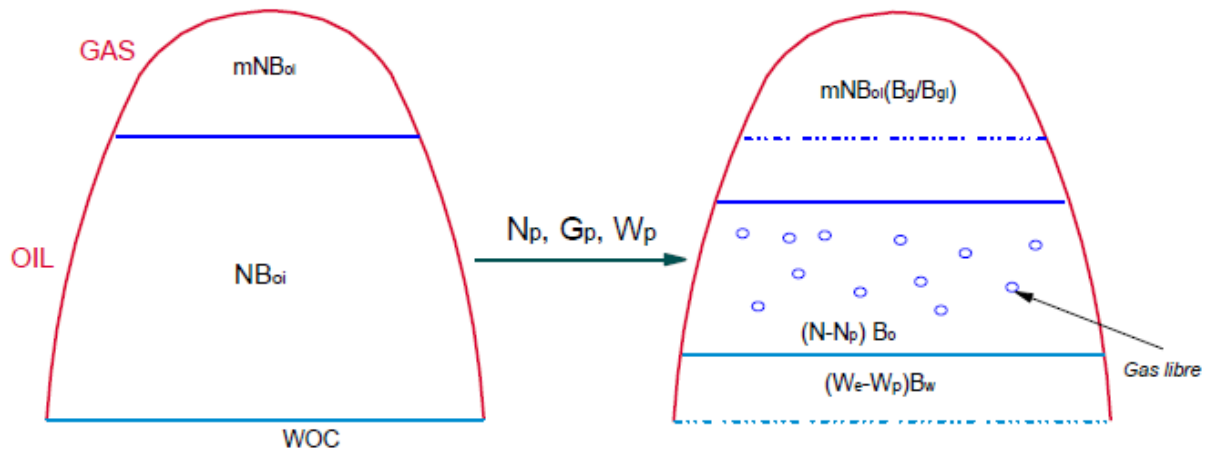 GAS
mNBoi
OIL
NBoi
WOC
Np, Gp, Wp
mNBoi(Bg/Bgi)
(N-Np) Bo
(We-Wp)Bw
Gas libre